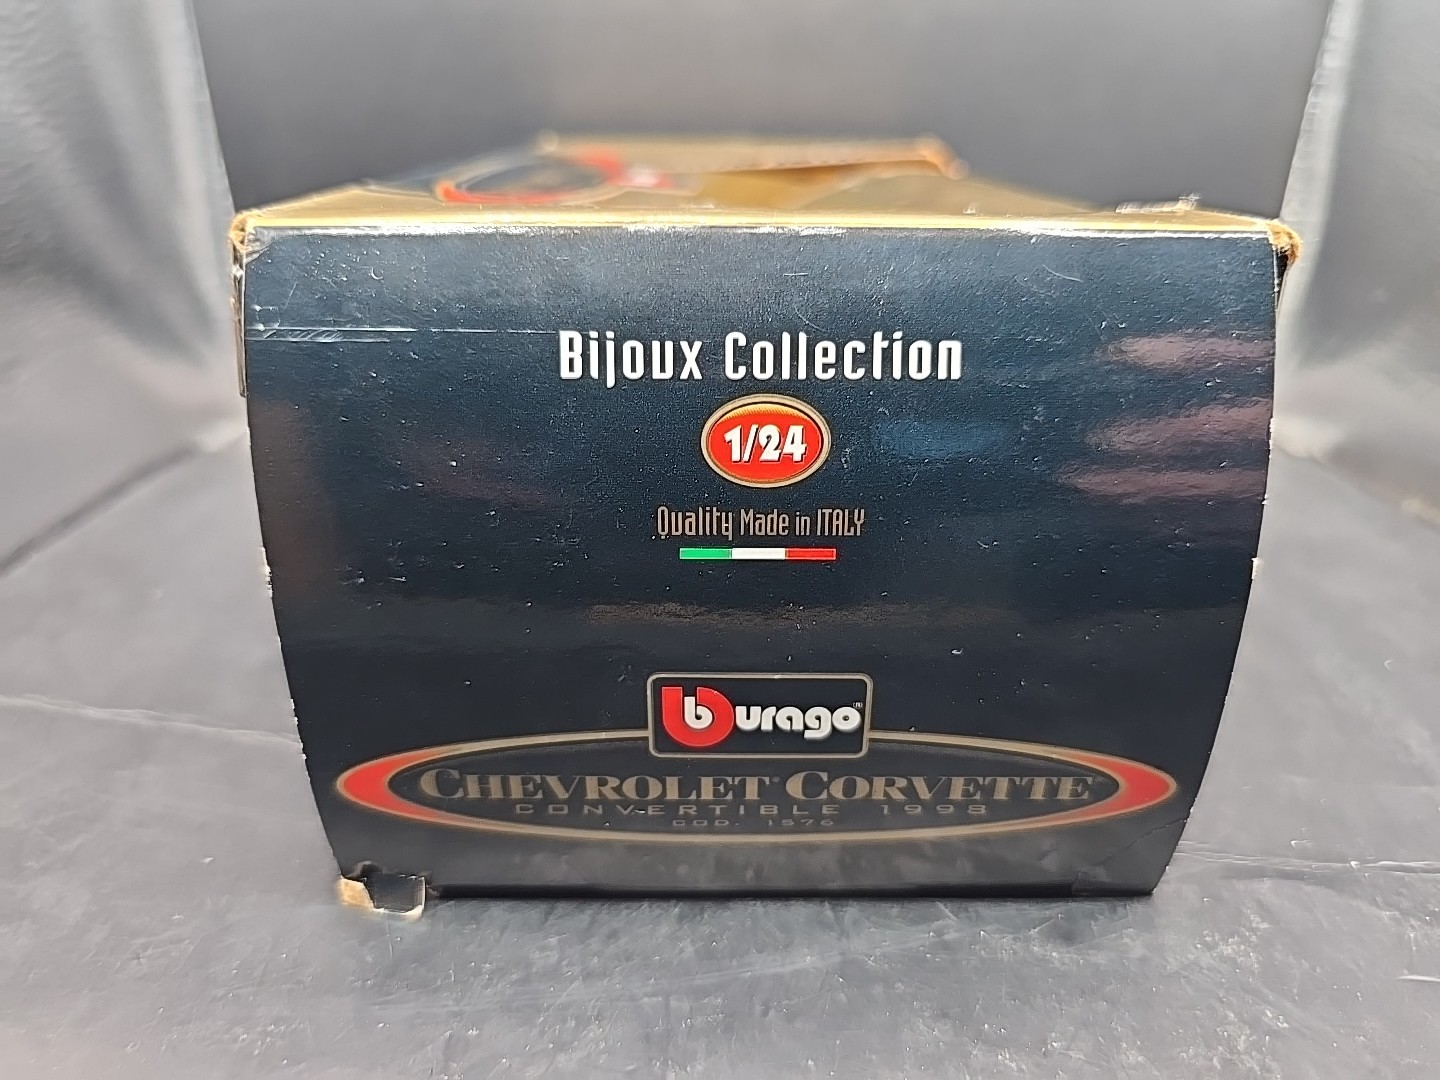 Bijoux Collection
1/24
Quality Made in ITALY
burago®
CHEVROLET CORVETTE
CONVERTIBLE 1998
COD. 1576